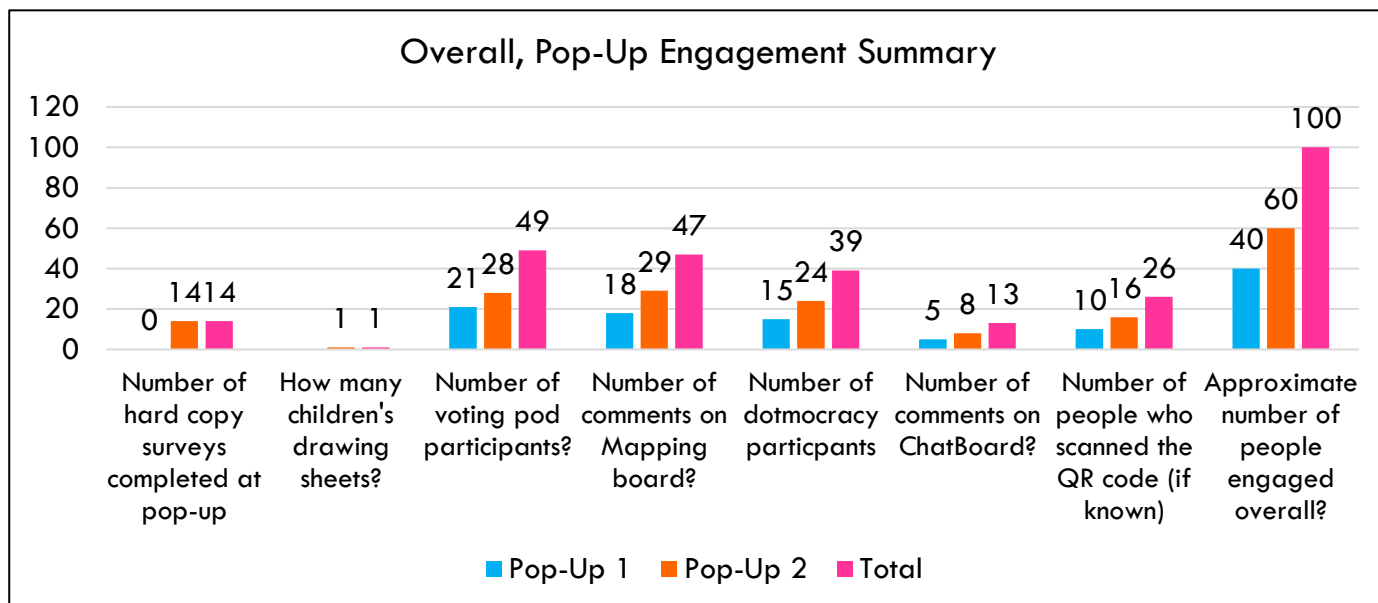 Overall, Pop-Up Engagement Summary
120
100
80
60
40
20
0
0 14 14
1 1
21 28 49
18 29 47
15 24 39
5 8 13
10 16 26
40 60 100
Number of
hard copy
surveys
completed at
pop-up
How many
children's
drawing
sheets?
Number of
voting pod
participants?
Number of
comments on
Mapping
board?
Number of
dotmocracy
particpants
Number of
comments on
ChatBoard?
Number of
people who
scanned the
QR code (if
known)
Approximate
number of
people
engaged
overall?
Pop-Up 1 Pop-Up 2 Total